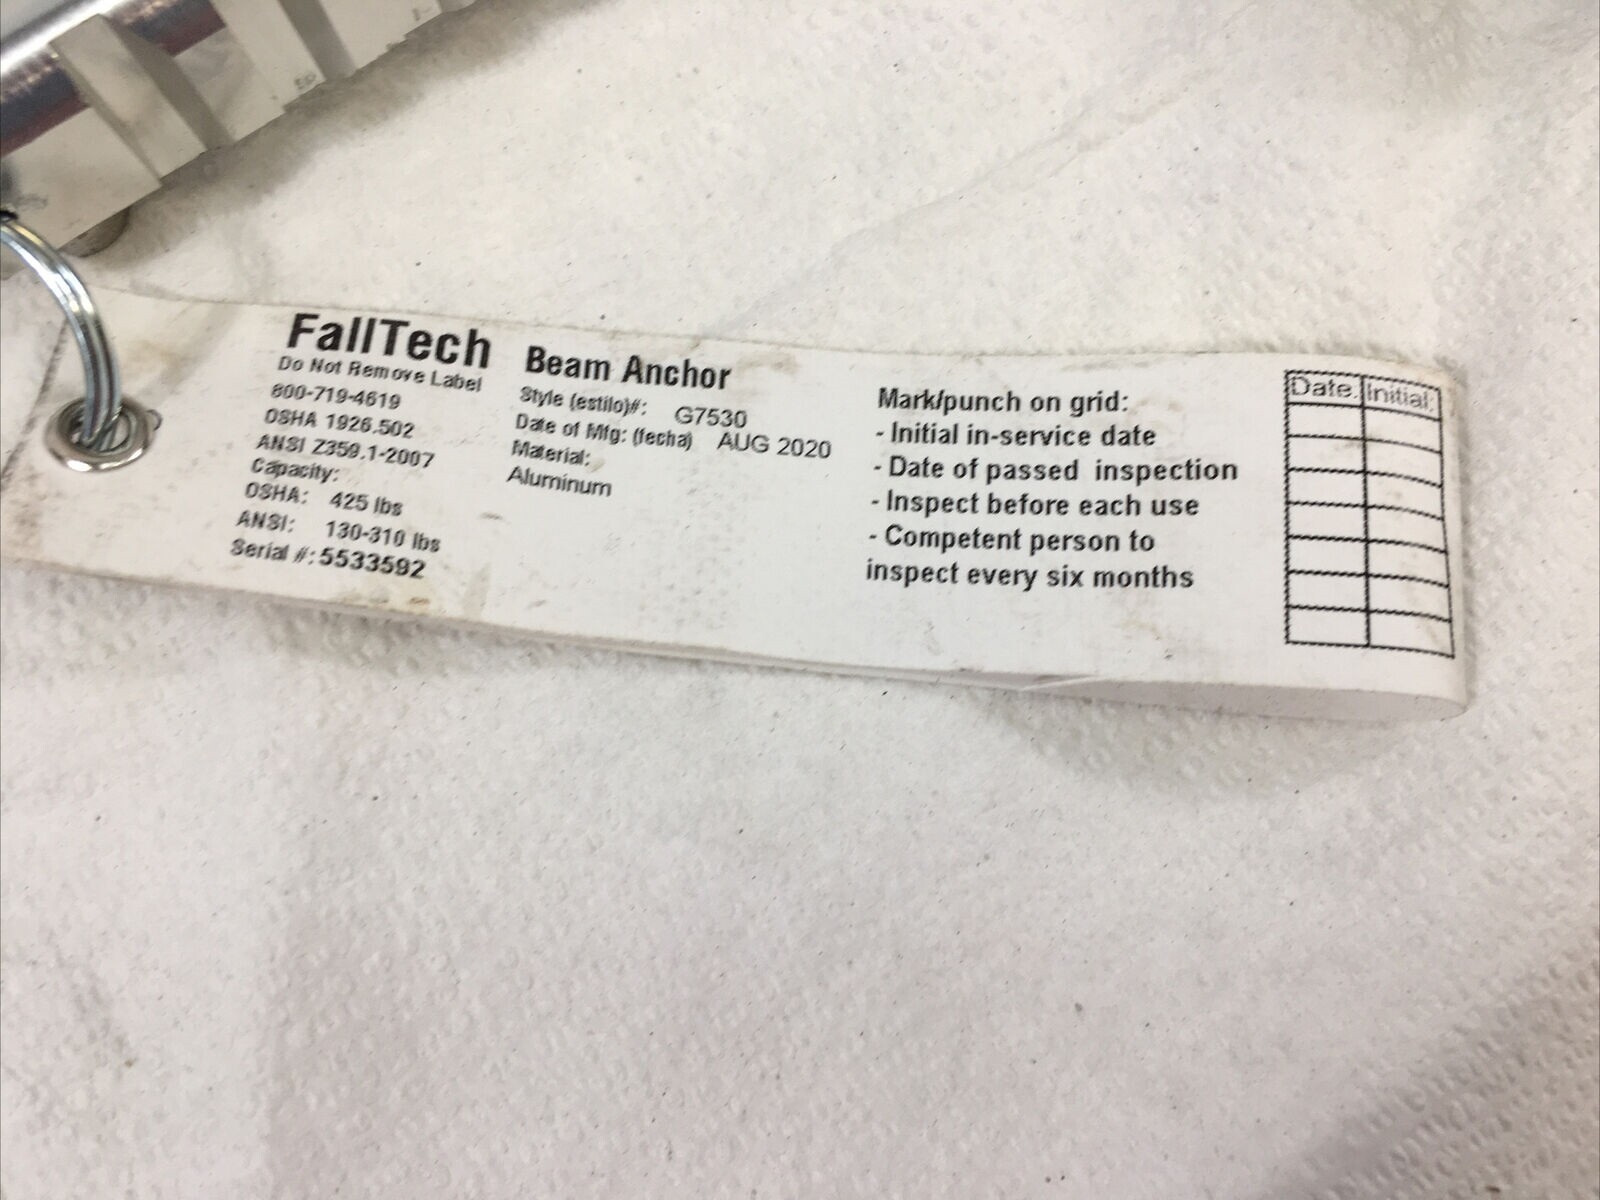 FallTech
Do Not Remove Label
800-719-4619
OSHA 1926.502
ANSI Z359.1-2007
Capacity:
OSHA: 425 lbs
ANSI: 130-310 lbs
Serial #: 5533592
Beam Anchor
Style (estilo)#: G7530
Date of Mfg: (fecha) AUG 2020
Material:
Aluminum
Mark/punch on grid:
- Initial in-service date
- Date of passed inspection
- Inspect before each use
- Competent person to
inspect every six months
Date: Initial: